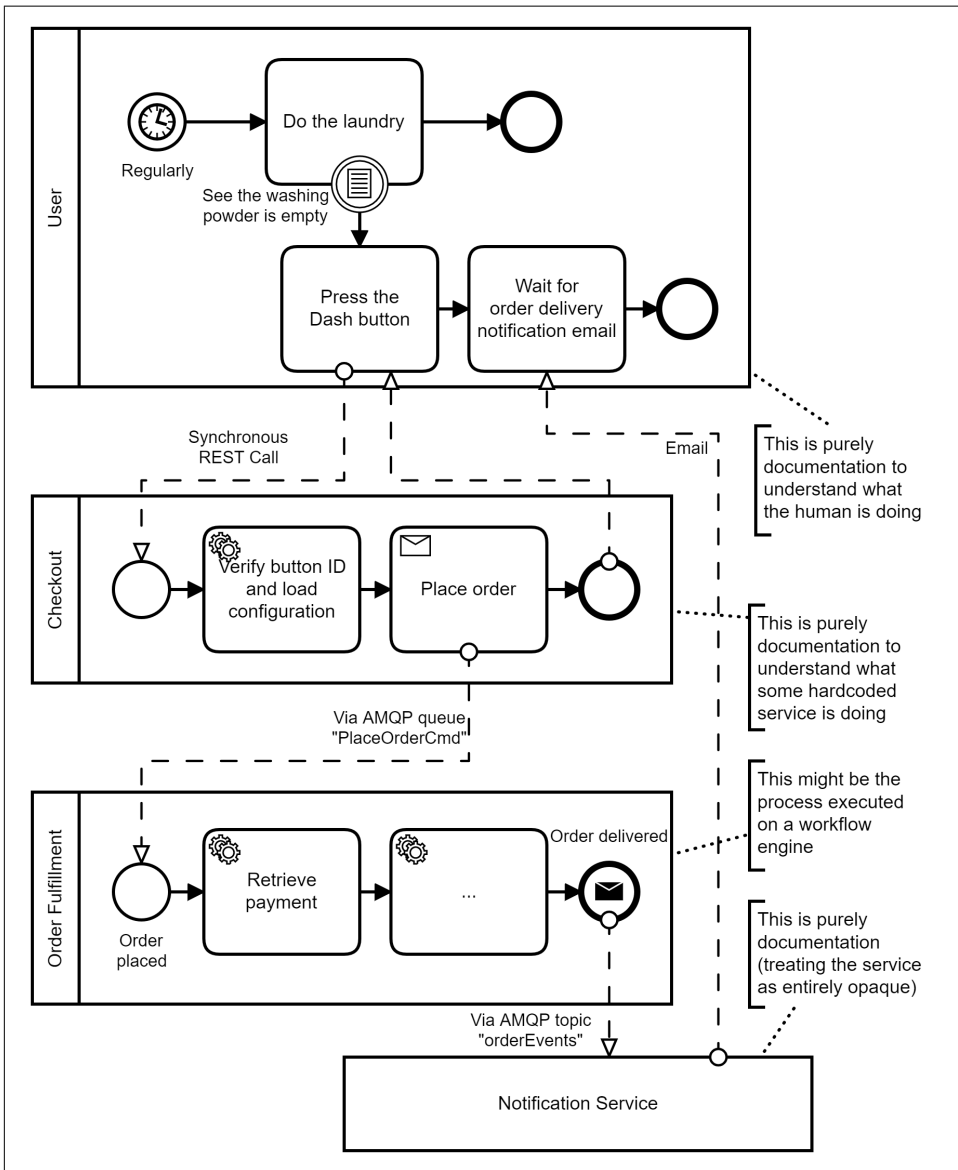 User
Do the laundry
Regularly
See the washing
powder is empty
Press the
Dash button
Wait for
order delivery
notification email
Synchronous
REST Call
Email
This is purely
documentation to
understand what
the human is doing
Checkout
Verify button ID
and load
configuration
Place order
This is purely
documentation to
understand what
some hardcoded
service is doing
Via AMQP queue
"PlaceOrderCmd"
Order Fulfillment
Order
placed
Retrieve
payment
...
Order delivered
This might be the
process executed
on a workflow
engine
This is purely
documentation
(treating the service
as entirely opaque)
Via AMQP topic
"orderEvents"
Notification Service